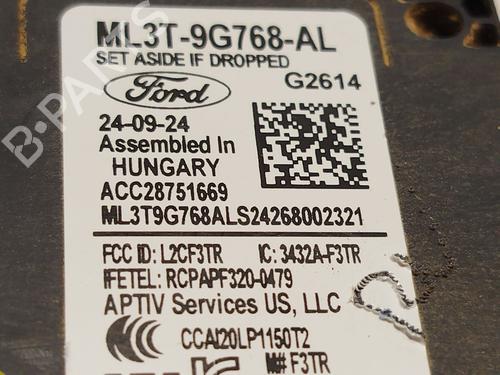 ML3T-9G768-AL
SET ASIDE IF DROPPED
Ford
G2614
24-09-24
Assembled In
HUNGARY
ACC28751669
ML3T9G768ALS24268002321
FCC ID: L2CF3TR IC: 3432A-F3TR
IFETEL: RCPAPF320-0479
APTIV Services US, LLC
CCAI20LP1150T2
M# F3TR
B-PARTS